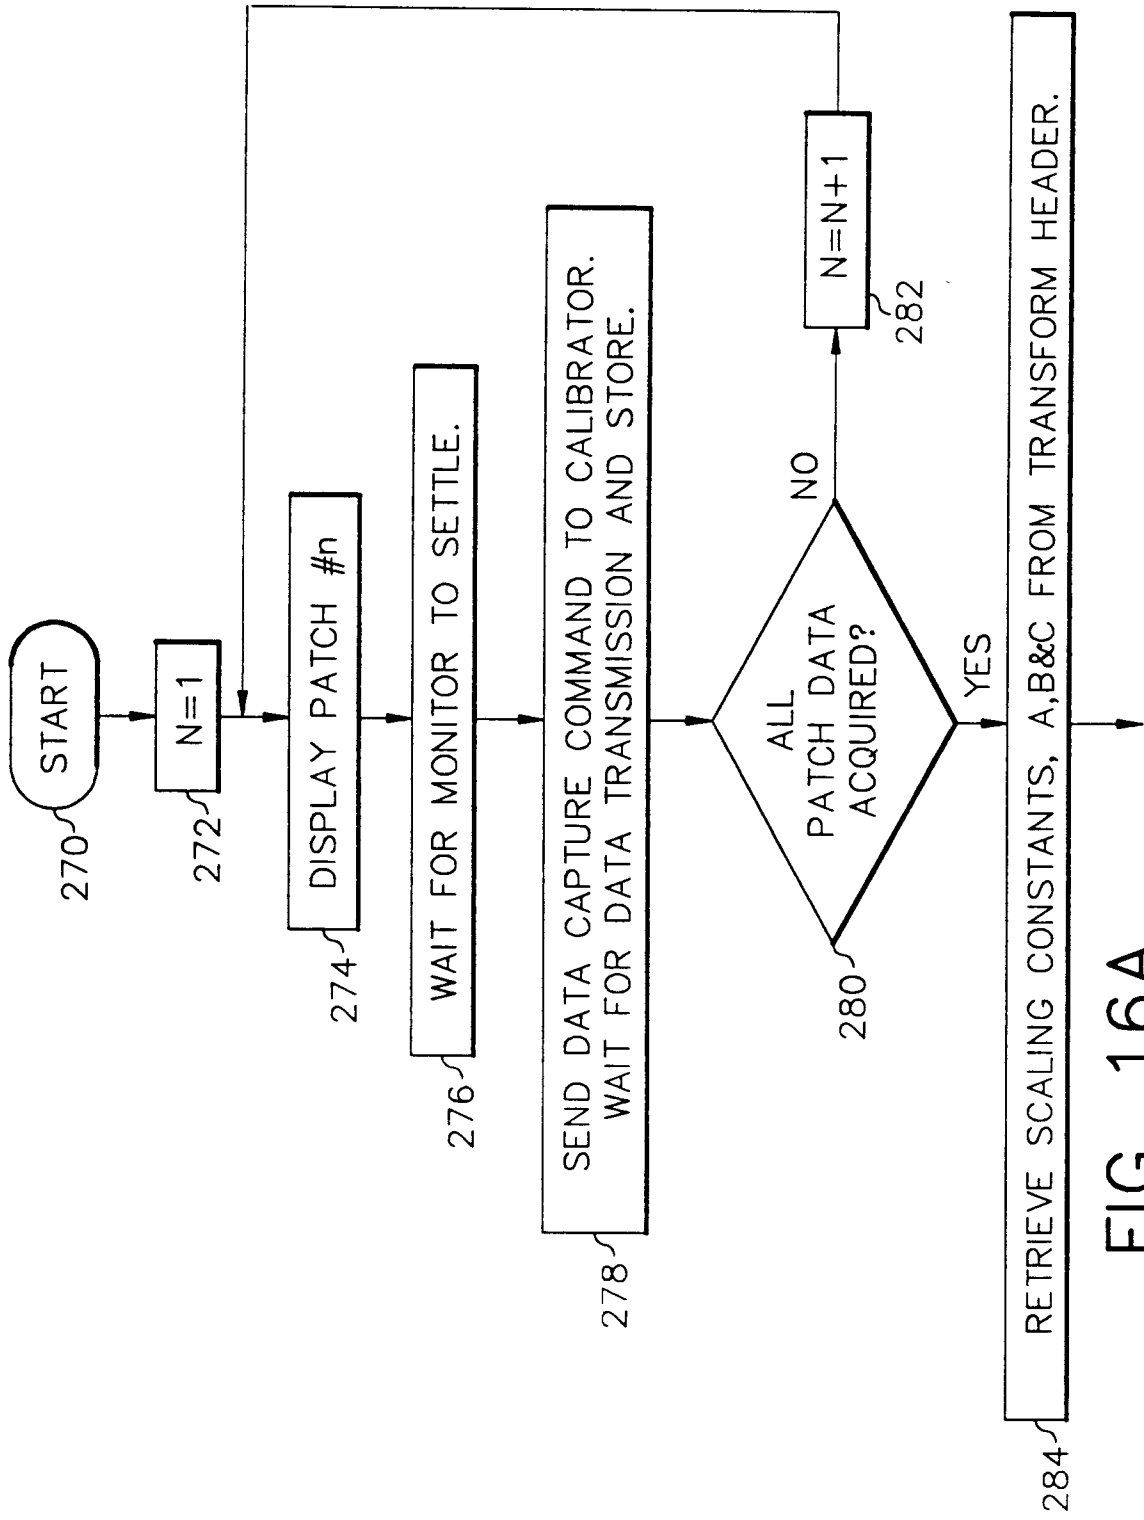 START
270
N=1
272
DISPLAY PATCH #n
274
WAIT FOR MONITOR TO SETTLE.
276
SEND DATA CAPTURE COMMAND TO CALIBRATOR.
WAIT FOR DATA TRANSMISSION AND STORE.
278
ALL
PATCH DATA
ACQUIRED?
280
NO
N=N+1
282
YES
RETRIEVE SCALING CONSTANTS, A,B&C FROM TRANSFORM HEADER.
284
FIG. 16A